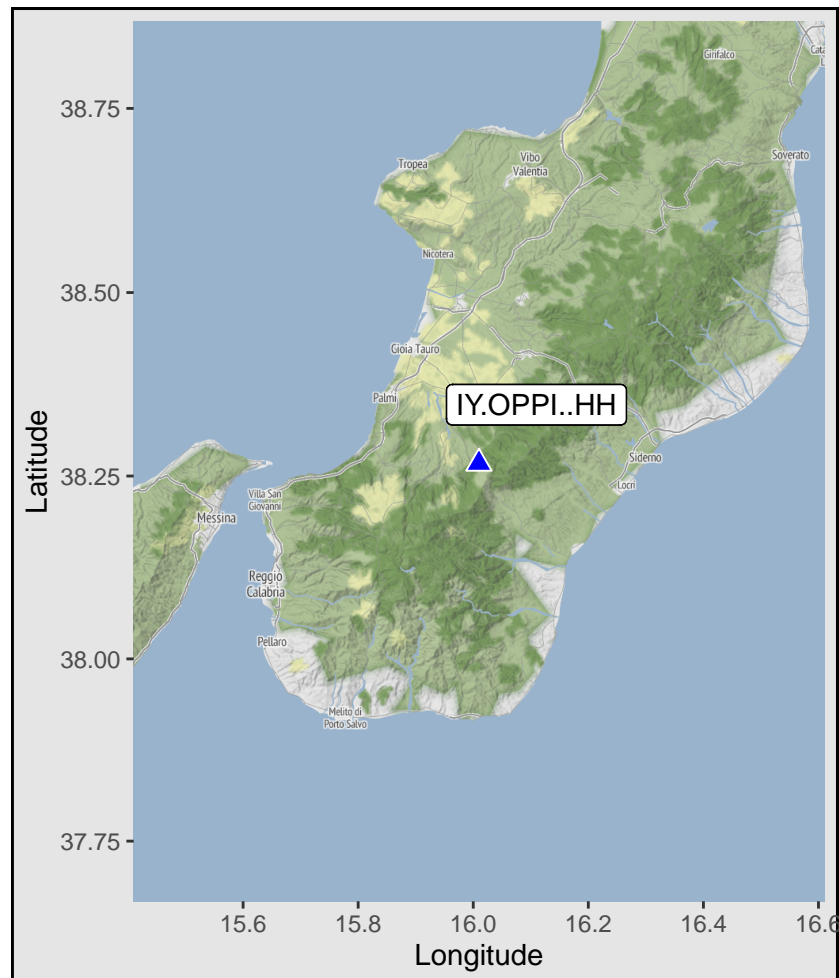 Girifalco
38.75
Soverato
Vibo
Valentia
Tropea
Nicotera
38.50
Gioia Tauro
Palmi
IY.OPPI..HH
Siderno
38.25
Locri
Villa San
Giovanni
Messina
Reggio
Calabria
Pellaro
38.00
Melito di
Porto Salvo
37.75
Latitude
15.6 15.8 16.0 16.2 16.4 16.6
Longitude